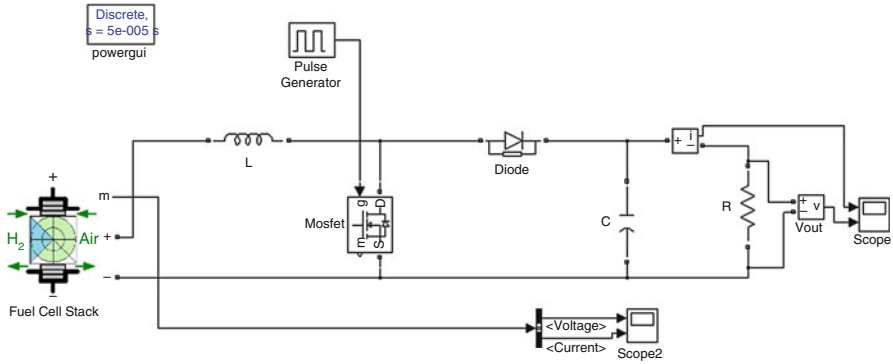 Discrete,
s = 5e-005 s
powergui
Pulse
Generator
L
Diode
+
i
−
g
D
Mosfet
m
S
C
R
+
−
v
Vout
Scope
+
m
H2
Air
+
−
−
Fuel Cell Stack
<Voltage>
<Current>
Scope2